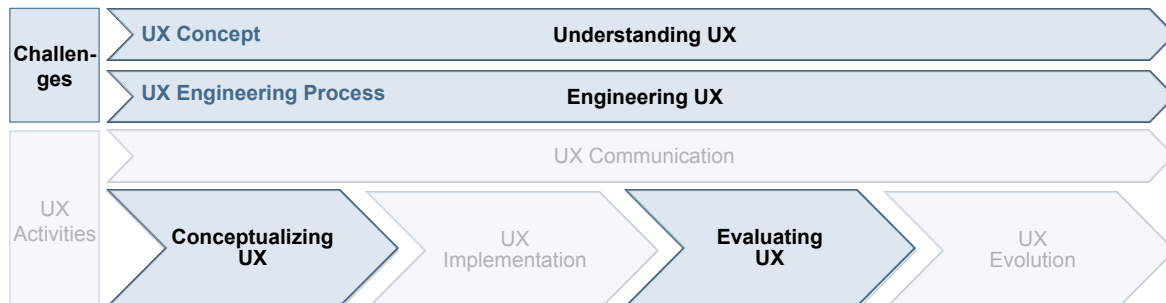 Challen-
ges
UX Concept Understanding UX
UX Engineering Process Engineering UX
UX
Activities
UX Communication
Conceptualizing
UX
UX
Implementation
Evaluating
UX
UX
Evolution